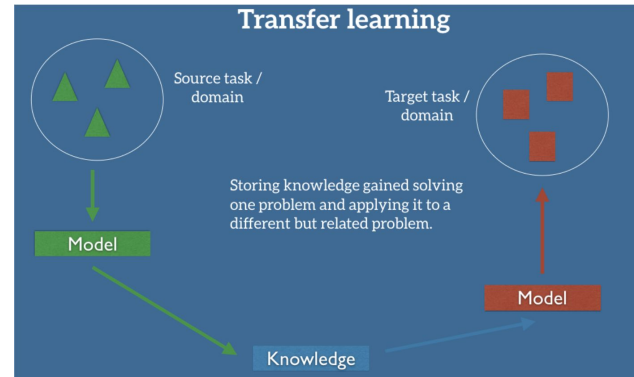 Transfer learning
Source task /
domain
Target task /
domain
Storing knowledge gained solving
one problem and applying it to a
different but related problem.
Model
Model
Knowledge